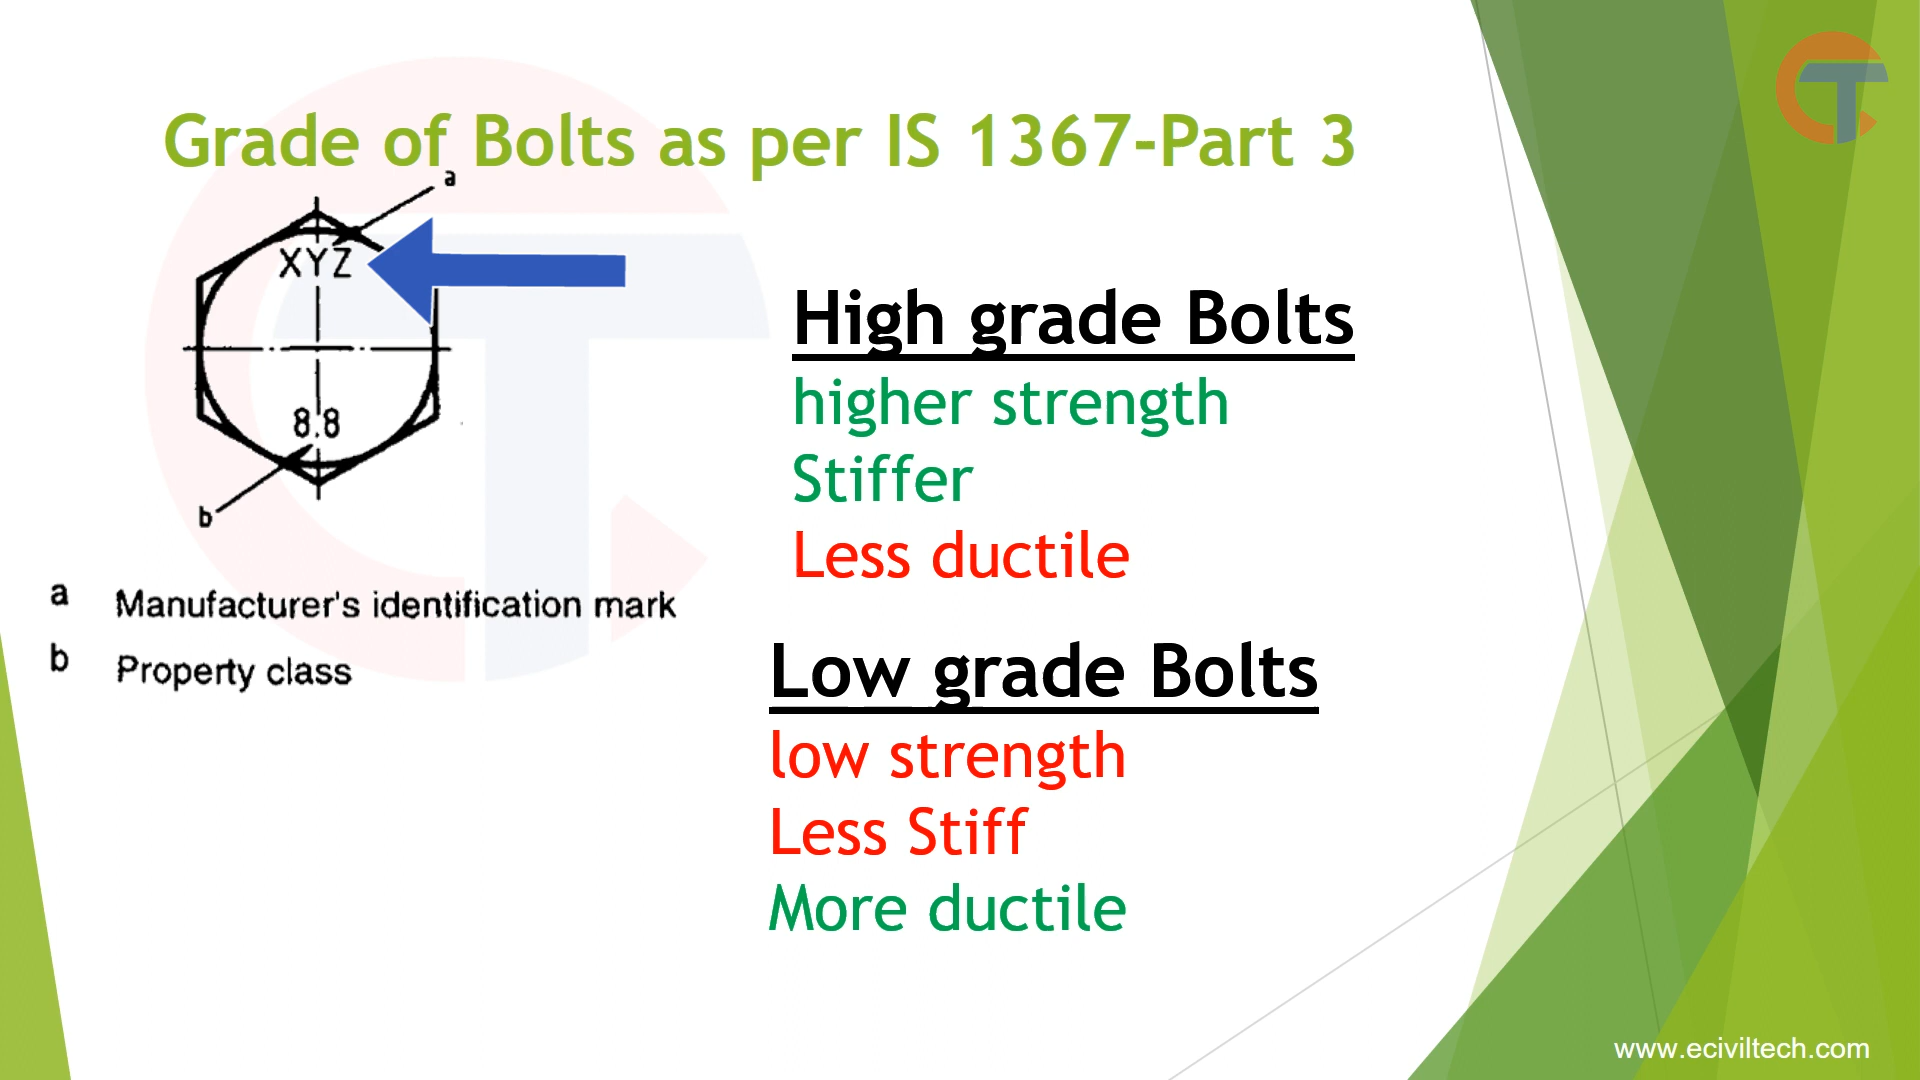 Grade of Bolts as per IS 1367-Part 3
a
XYZ
8.8
b
a Manufacturer's identification mark
b Property class
High grade Bolts
higher strength
Stiffer
Less ductile
Low grade Bolts
low strength
Less Stiff
More ductile
www.eciviltech.com